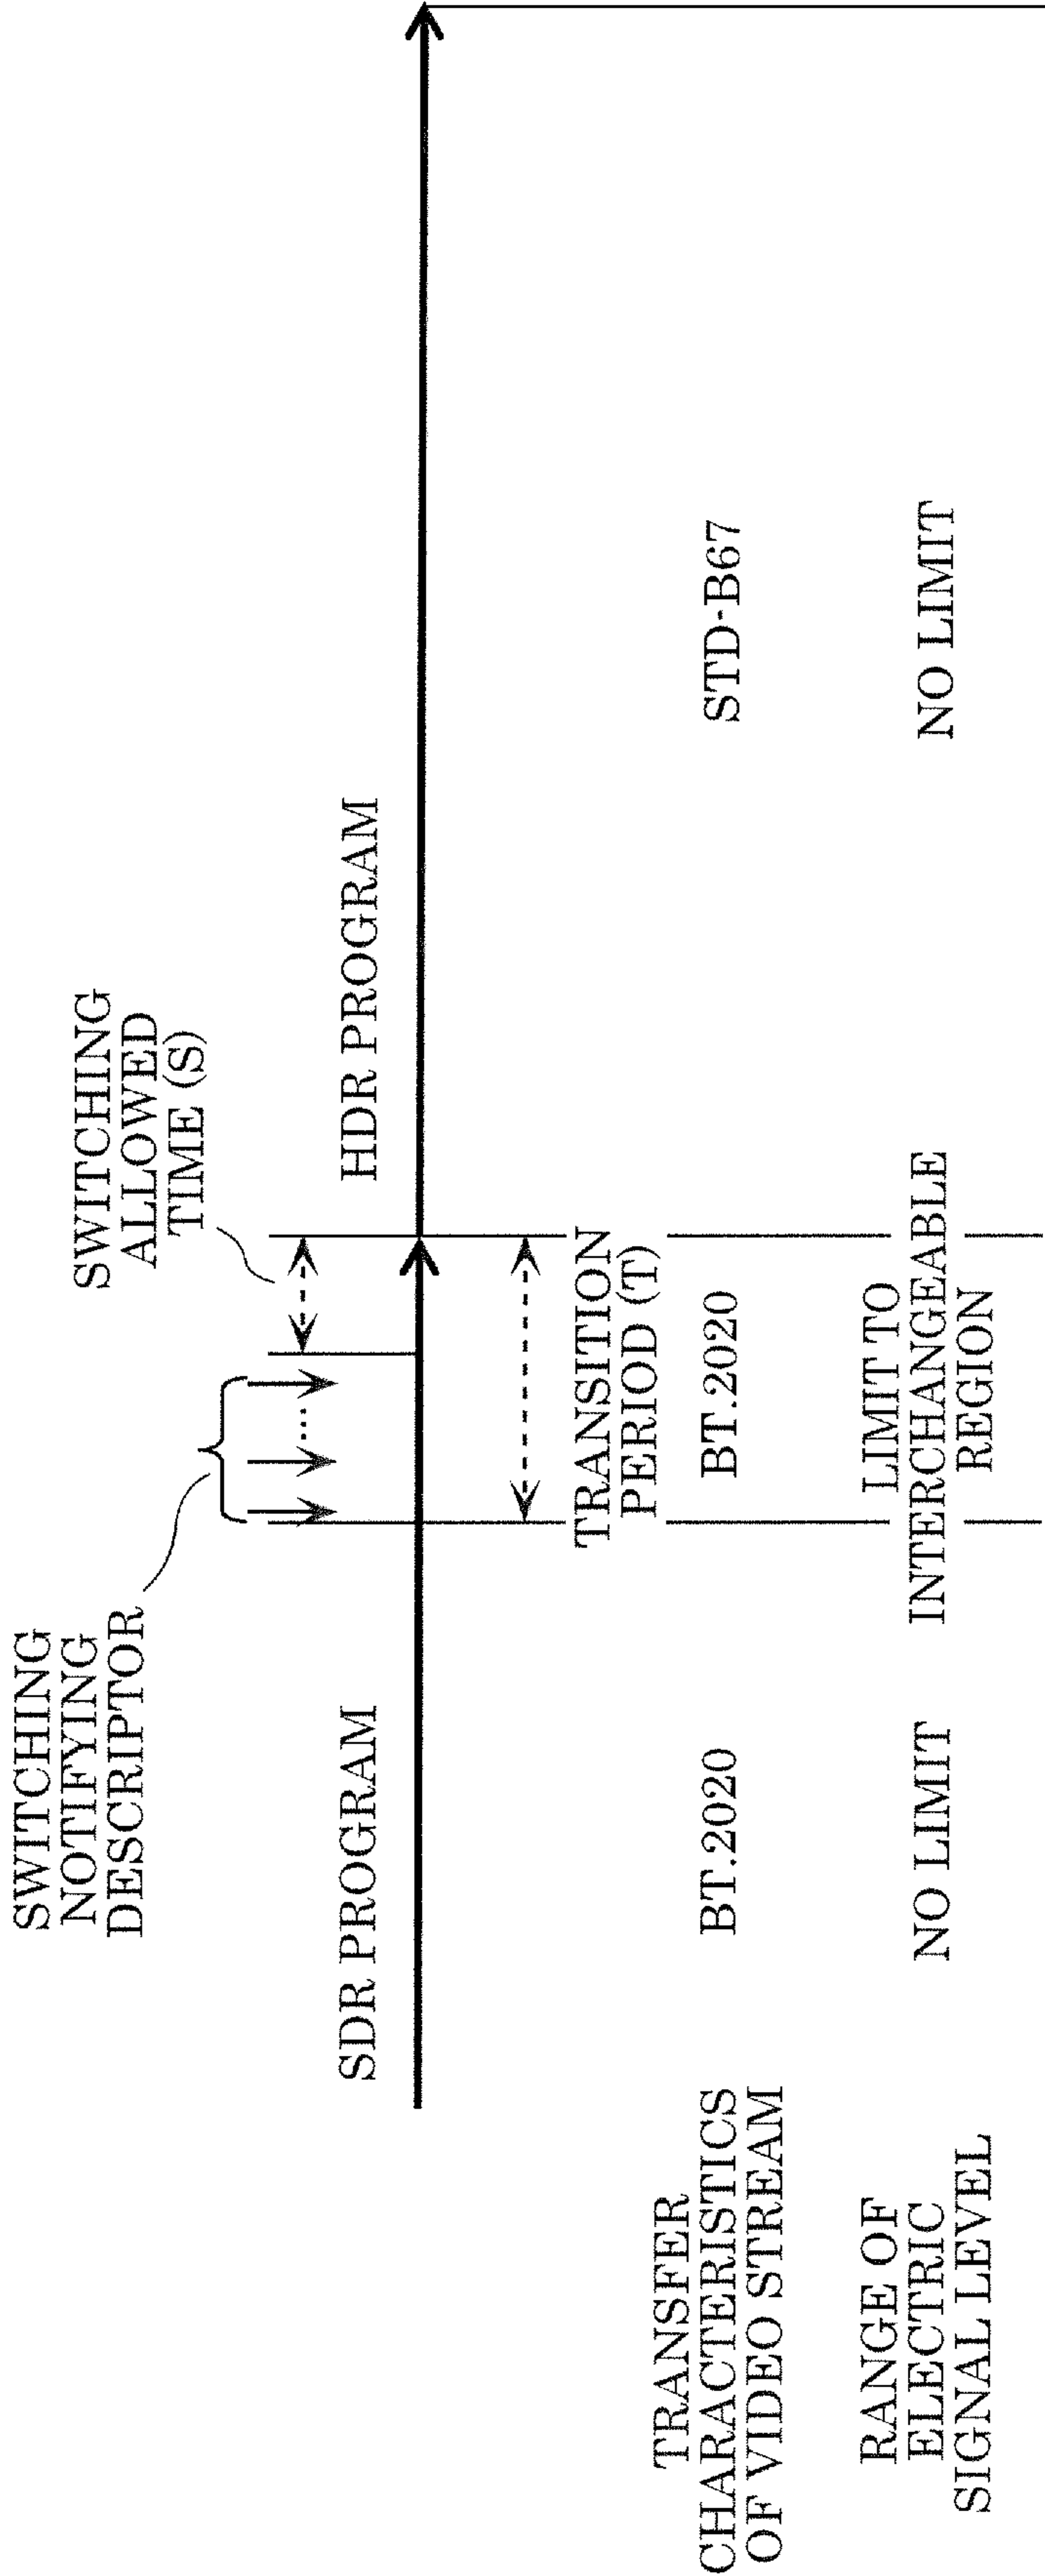 SWITCHING
NOTIFYING
DESCRIPTOR
SWITCHING
ALLOWED
TIME (S)
SDR PROGRAM
HDR PROGRAM
TRANSITION
PERIOD (T)
TRANSFER
CHARACTERISTICS
OF VIDEO STREAM
BT.2020
BT.2020
STD-B67
RANGE OF
ELECTRIC
SIGNAL LEVEL
NO LIMIT
LIMIT TO
INTERCHANGEABLE
REGION
NO LIMIT